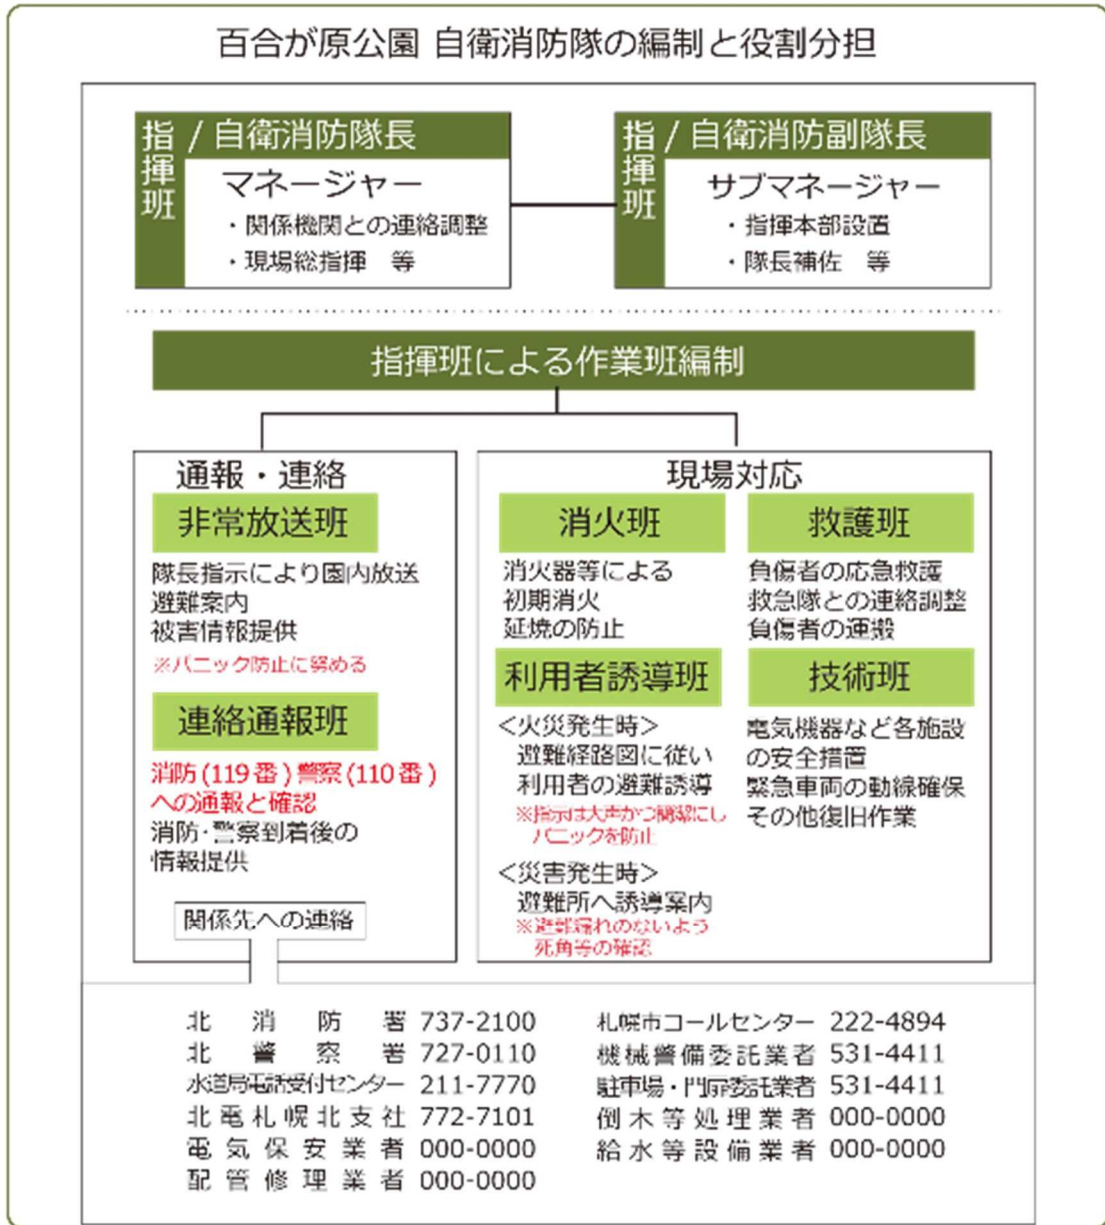 百合が原公園 自衛消防隊の編制と役割分担
指揮班
/ 自衛消防隊長
マネージャー
・関係機関との連絡調整
・現場総指揮 等
指揮班
/ 自衛消防副隊長
サブマネージャー
・指揮本部設置
・隊長補佐 等
指揮班による作業班編制
通報・連絡
非常放送班
隊長指示により園内放送
避難案内
被害情報提供
※パニック防止に努める
連絡通報班
消防(119番)警察(110番)
への通報と確認
消防・警察到着後の
情報提供
関係先への連絡
現場対応
消火班
消火器等による
初期消火
延焼の防止
救護班
負傷者の応急救護
救急隊との連絡調整
負傷者の運搬
利用者誘導班
<火災発生時>
避難経路図に従い
利用者の避難誘導
※指示は大声かつ簡潔にし
パニックを防止
<災害発生時>
避難所へ誘導案内
※避難漏れのないよう
死角等の確認
技術班
電気機器など各施設
の安全措置
緊急車両の動線確保
その他復旧作業
北消防署 737-2100
北警察署 727-0110
水道局電話受付センター 211-7770
北電札幌北支社 772-7101
電気保安業者 000-0000
配管修理業者 000-0000
札幌市コールセンター 222-4894
機械警備委託業者 531-4411
駐車場・門扉委託業者 531-4411
倒木等処理業者 000-0000
給水等設備業者 000-0000